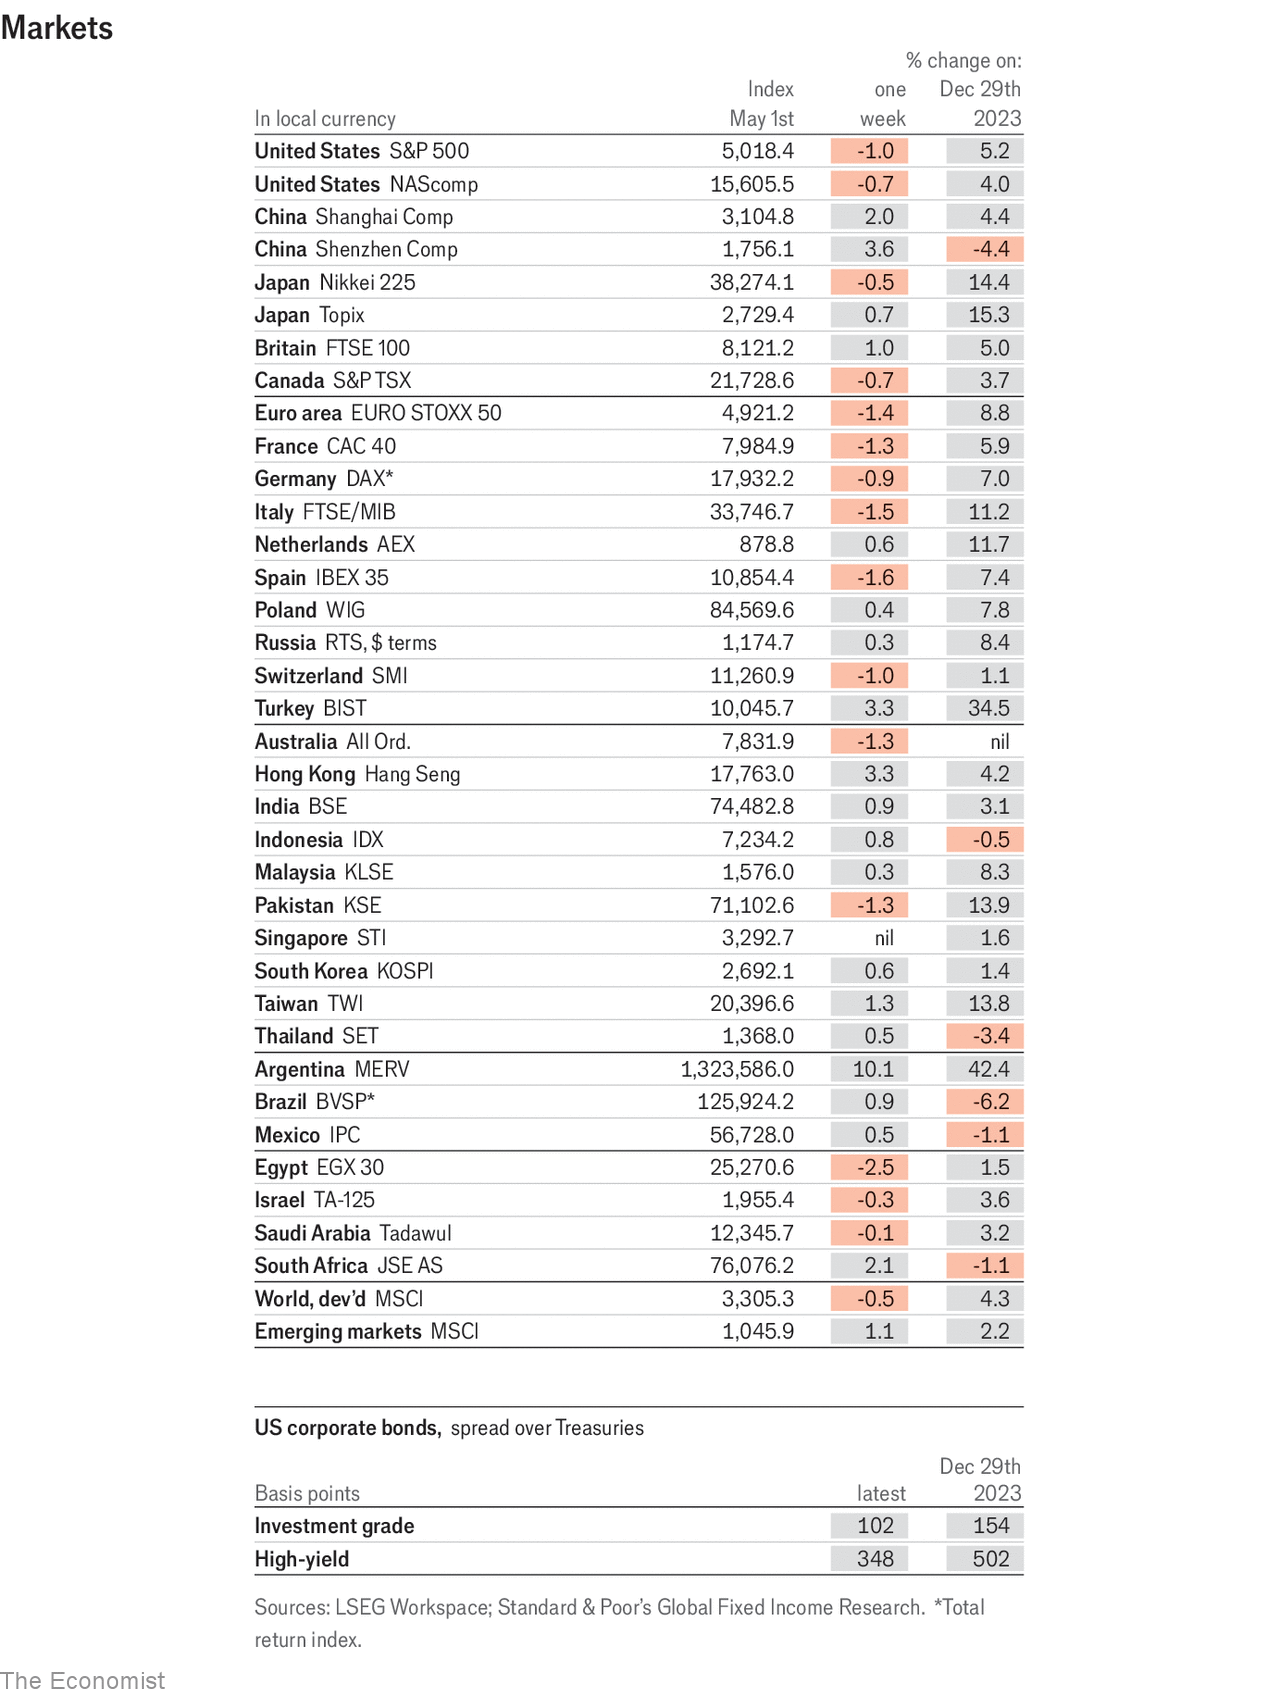 Markets
% change on:
Index one Dec 29th
In local currency May 1st week 2023
United States S&P 500 5,018.4 -1.0 5.2
United States NAScomp 15,605.5 -0.7 4.0
China Shanghai Comp 3,104.8 2.0 4.4
China Shenzhen Comp 1,756.1 3.6 -4.4
Japan Nikkei 225 38,274.1 -0.5 14.4
Japan Topix 2,729.4 0.7 15.3
Britain FTSE 100 8,121.2 1.0 5.0
Canada S&P TSX 21,728.6 -0.7 3.7
Euro area EURO STOXX 50 4,921.2 -1.4 8.8
France CAC 40 7,984.9 -1.3 5.9
Germany DAX* 17,932.2 -0.9 7.0
Italy FTSE/MIB 33,746.7 -1.5 11.2
Netherlands AEX 878.8 0.6 11.7
Spain IBEX 35 10,854.4 -1.6 7.4
Poland WIG 84,569.6 0.4 7.8
Russia RTS, $ terms 1,174.7 0.3 8.4
Switzerland SMI 11,260.9 -1.0 1.1
Turkey BIST 10,045.7 3.3 34.5
Australia All Ord. 7,831.9 -1.3 nil
Hong Kong Hang Seng 17,763.0 3.3 4.2
India BSE 74,482.8 0.9 3.1
Indonesia IDX 7,234.2 0.8 -0.5
Malaysia KLSE 1,576.0 0.3 8.3
Pakistan KSE 71,102.6 -1.3 13.9
Singapore STI 3,292.7 nil 1.6
South Korea KOSPI 2,692.1 0.6 1.4
Taiwan TWI 20,396.6 1.3 13.8
Thailand SET 1,368.0 0.5 -3.4
Argentina MERV 1,323,586.0 10.1 42.4
Brazil BVSP* 125,924.2 0.9 -6.2
Mexico IPC 56,728.0 0.5 -1.1
Egypt EGX 30 25,270.6 -2.5 1.5
Israel TA-125 1,955.4 -0.3 3.6
Saudi Arabia Tadawul 12,345.7 -0.1 3.2
South Africa JSE AS 76,076.2 2.1 -1.1
World, dev’d MSCI 3,305.3 -0.5 4.3
Emerging markets MSCI 1,045.9 1.1 2.2
US corporate bonds, spread over Treasuries
Dec 29th
Basis points latest 2023
Investment grade 102 154
High-yield 348 502
Sources: LSEG Workspace; Standard & Poor’s Global Fixed Income Research. *Total
return index.
The Economist